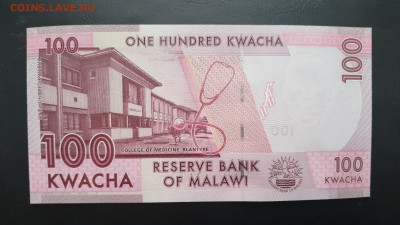 COINS.LAVE.RU
100
ONE HUNDRED KWACHA
100
100
COLLEGE OF MEDICINE, BLANTYRE
100
KWACHA
RESERVE BANK
OF MALAWI
100
KWACHA